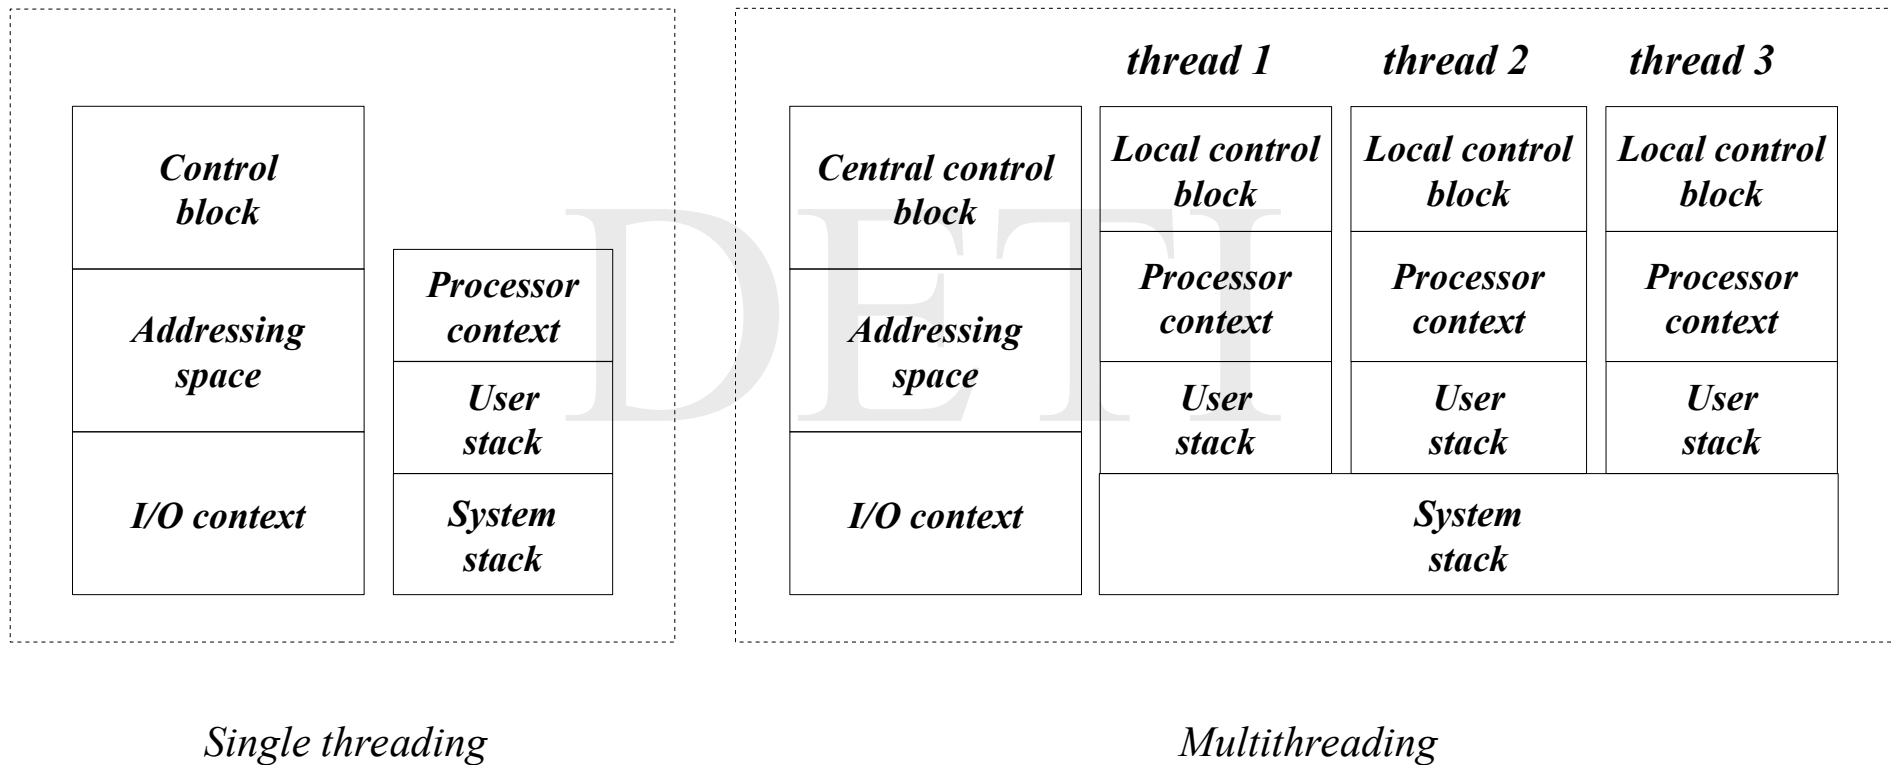 Control
block
Addressing
space
I/O context
Processor
context
User
stack
System
stack
Single threading
thread 1 thread 2 thread 3
Central control
block
Addressing
space
I/O context
Local control
block
Processor
context
User
stack
Local control
block
Processor
context
User
stack
Local control
block
Processor
context
User
stack
System
stack
Multithreading
DETI